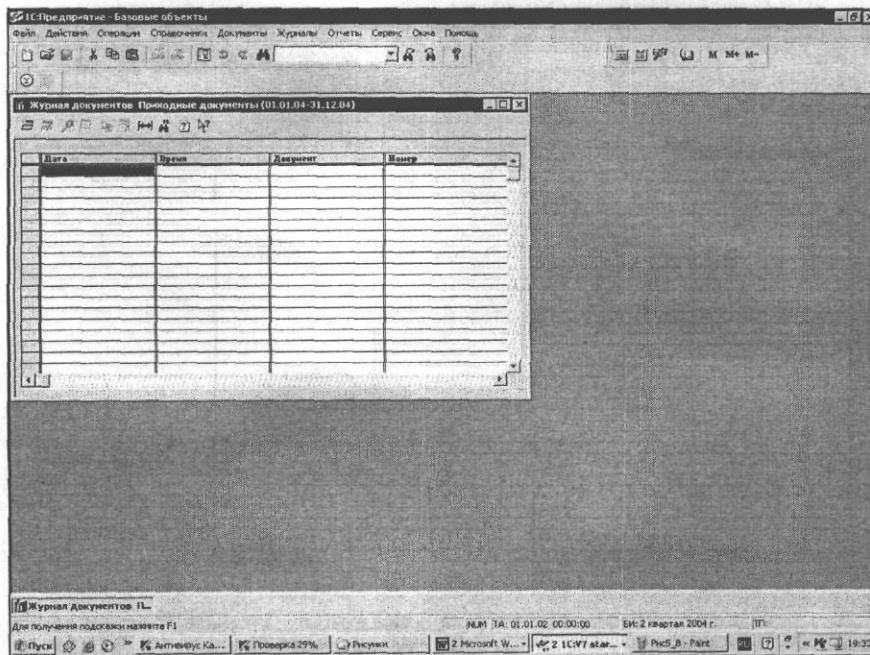 1С:Предприятие - Базовые объекты
Файл Действия Операции Справочники Документы Журналы Отчеты Сервис Окна Помощь
M M+ M-
Журнал документов Приходные документы (01.01.04-31.12.04)
Дата Время Документ Номер
Журнал документов П...
Для получения подсказки нажмите F1 NUM TA: 01.01.02 00:00:00 БИ: 2 квартал 2004 г. ТП:
Пуск Антивирус Ка... Проверка 29% Рисунки 2 Microsoft W... 2 1C:V7 star... Рис5_8 - Paint 19:33